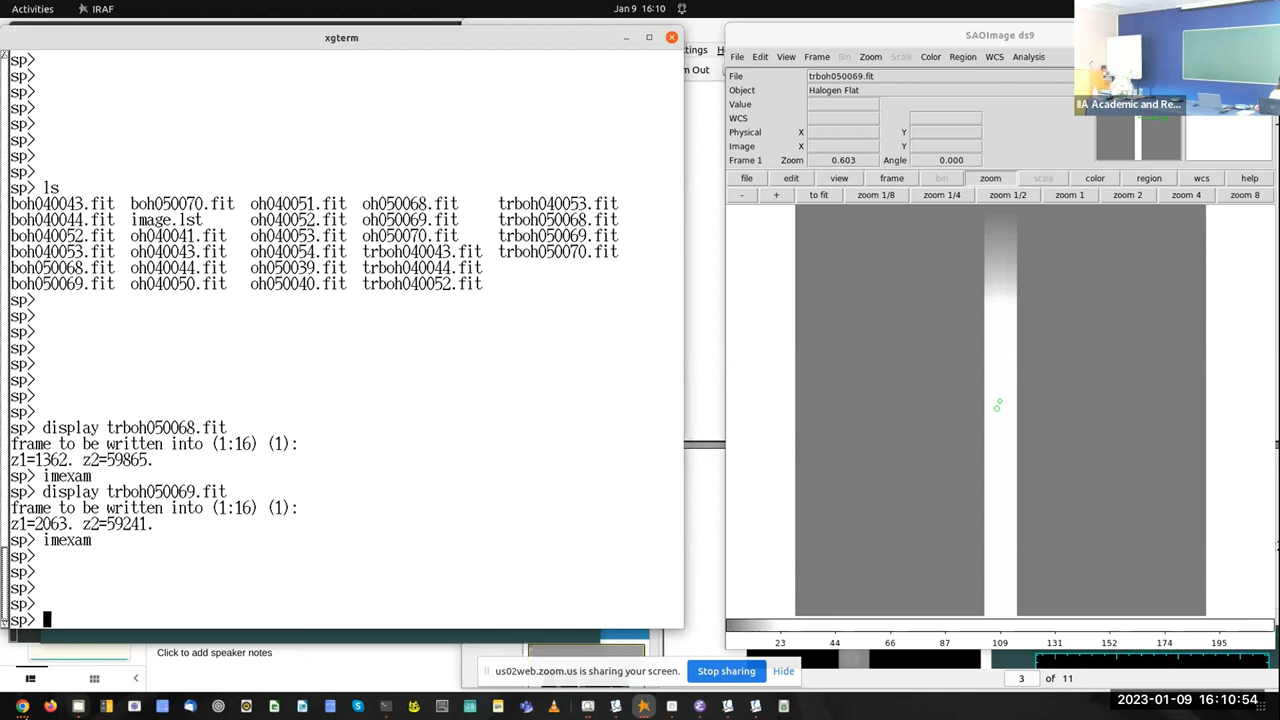 Activities
IRAF
Jan 9 16:10
xgterm
sp>
sp>
sp>
sp>
sp>
sp>
sp>
sp>
sp> ls
boh040043.fit boh050070.fit oh040051.fit oh050068.fit trboh040053.fit
boh040044.fit image.lst oh040052.fit oh050069.fit trboh050068.fit
boh040052.fit oh040041.fit oh040053.fit oh050070.fit trboh050069.fit
boh040053.fit oh040043.fit oh040054.fit trboh040043.fit trboh050070.fit
boh050068.fit oh040044.fit oh050039.fit trboh040044.fit
boh050069.fit oh040050.fit oh050040.fit trboh040052.fit
sp>
sp>
sp>
sp>
sp>
sp>
sp>
sp>
sp> display trboh050068.fit
frame to be written into (1:16) (1):
z1=1362. z2=59865.
sp> imexam
sp> display trboh050069.fit
frame to be written into (1:16) (1):
z1=2063. z2=59241.
sp> imexam
sp>
sp>
sp>
sp>
sp>
ttings
m Out
SAOImage ds9
File Edit View Frame Bin Zoom Scale Color Region WCS Analysis
File trboh050069.fit
Object Halogen Flat
Value
WCS
Physical X Y
Image X Y
Frame 1 Zoom 0.603 Angle 0.000
file edit view frame bin zoom scale color region wcs help
- + to fit zoom 1/8 zoom 1/4 zoom 1/2 zoom 1 zoom 2 zoom 4 zoom 8
23 44 66 87 109 131 152 174 195
IIA Academic and Re...
Click to add speaker notes
us02web.zoom.us is sharing your screen. Stop sharing Hide
3 of 11
2023-01-09 16:10:54